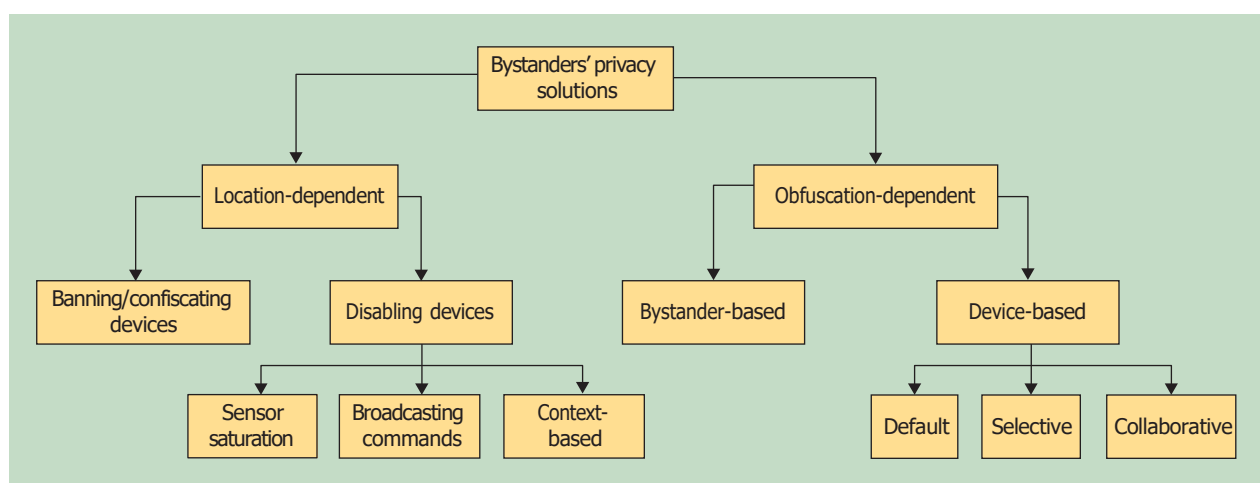 Bystanders' privacy
solutions
Location-dependent
Obfuscation-dependent
Banning/confiscating
devices
Disabling devices
Bystander-based
Device-based
Sensor
saturation
Broadcasting
commands
Context-
based
Default
Selective
Collaborative